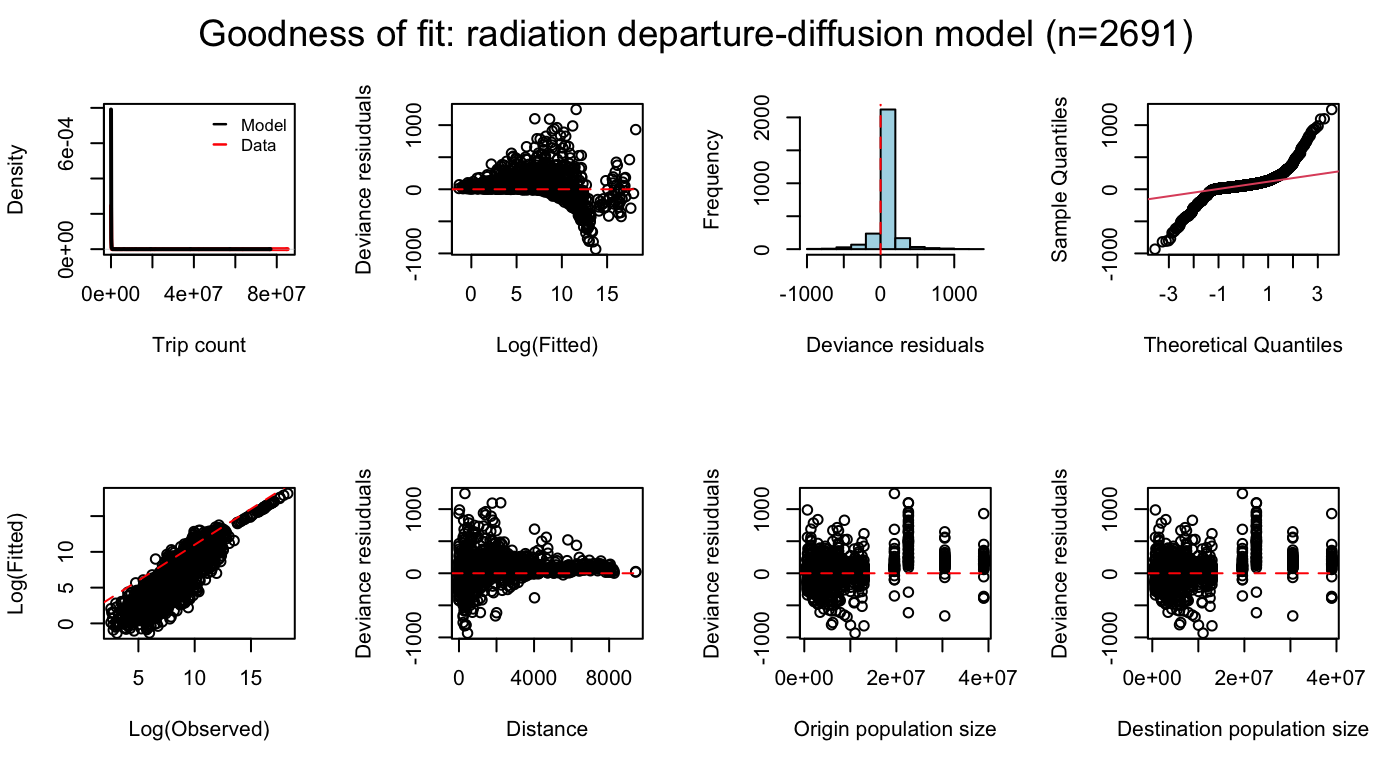 Goodness of fit: radiation departure-diffusion model (n=2691)
Density
6e-04
0e+00
Model
Data
0e+00 4e+07 8e+07
Trip count
Deviance resiuduals
1000
0
-1000
0 5 10 15
Log(Fitted)
Frequency
2000
1000
0
-1000 0 1000
Deviance residuals
Sample Quantiles
1000
0
-1000
-3 -1 1 3
Theoretical Quantiles
Log(Fitted)
10
5
0
5 10 15
Log(Observed)
Deviance resiuduals
1000
0
-1000
0 4000 8000
Distance
Deviance resiuduals
1000
0
-1000
0e+00 2e+07 4e+07
Origin population size
Deviance resiuduals
1000
0
-1000
0e+00 2e+07 4e+07
Destination population size